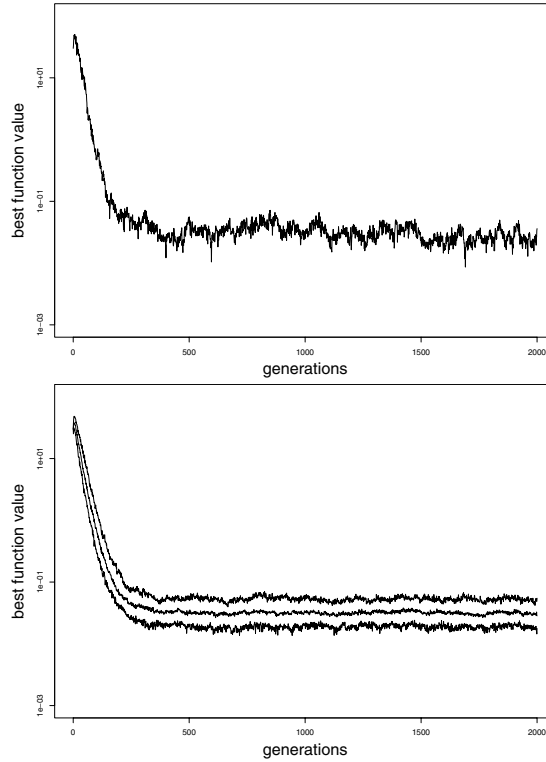 best function value
1e+01
1e−01
1e−03
0 500 1000 1500 2000
generations
best function value
1e+01
1e−01
1e−03
0 500 1000 1500 2000
generations